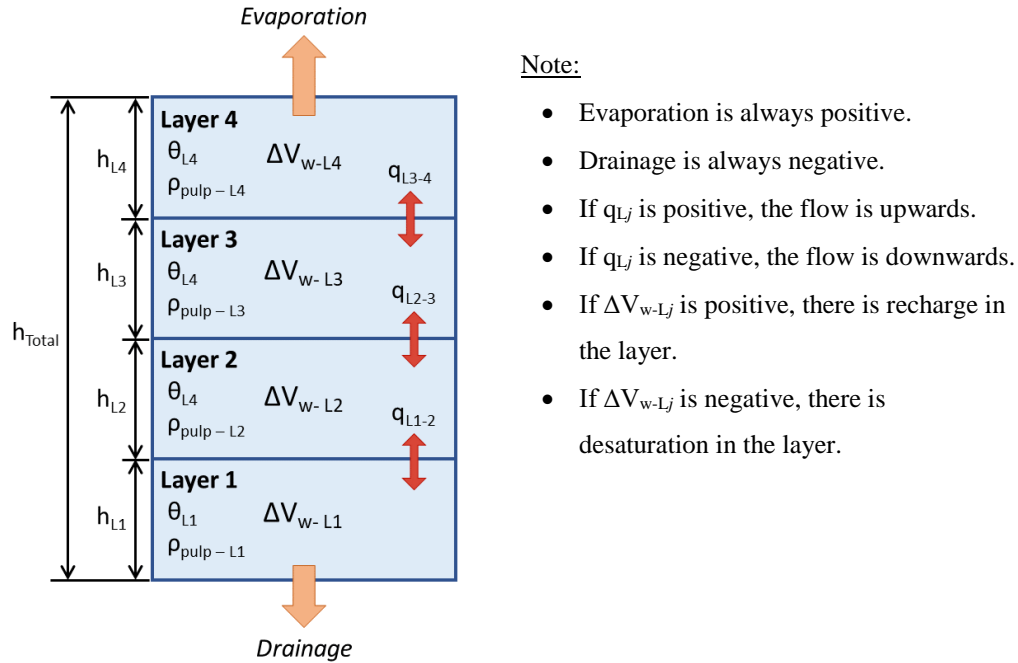 Evaporation
Note:
• Evaporation is always positive.
• Drainage is always negative.
• If qLj is positive, the flow is upwards.
• If qLj is negative, the flow is downwards.
• If ΔVw-Lj is positive, there is recharge in
the layer.
• If ΔVw-Lj is negative, there is
desaturation in the layer.
hTotal
hL4
Layer 4
θL4
ρpulp – L4
ΔVw-L4
qL3-4
hL3
Layer 3
θL4
ρpulp – L3
ΔVw- L3
qL2-3
hL2
Layer 2
θL4
ρpulp – L2
ΔVw- L2
qL1-2
hL1
Layer 1
θL1
ρpulp – L1
ΔVw- L1
Drainage